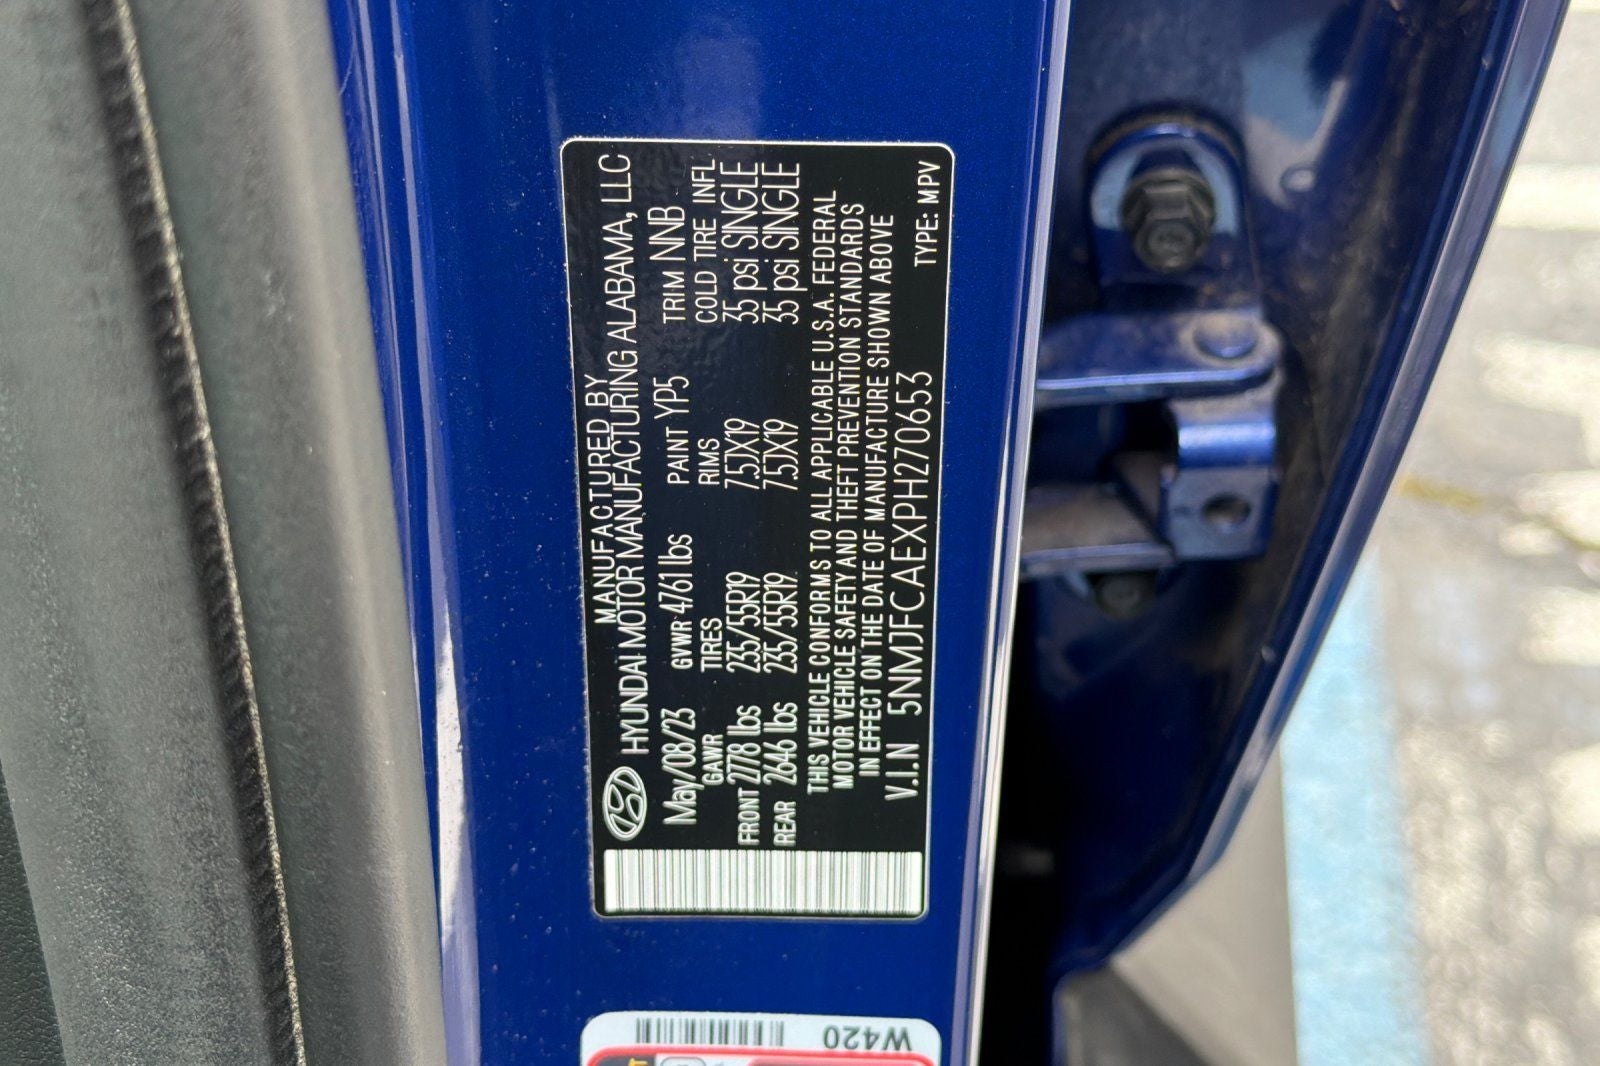 MANUFACTURED BY
HYUNDAI MOTOR MANUFACTURING ALABAMA, LLC
May/08/23 GVWR 4761 lbs PAINT YP5 TRIM NNB
GAWR TIRES RIMS COLD TIRE INFL
FRONT 2778 lbs 235/55R19 7.5JX19 35 psi SINGLE
REAR 2646 lbs 235/55R19 7.5JX19 35 psi SINGLE
THIS VEHICLE CONFORMS TO ALL APPLICABLE U.S.A. FEDERAL
MOTOR VEHICLE SAFETY AND THEFT PREVENTION STANDARDS
IN EFFECT ON THE DATE OF MANUFACTURE SHOWN ABOVE
V.I.N 5NMJFCAEXPH270653 TYPE: MPV
W420